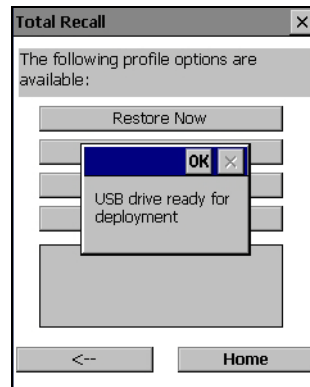 Total Recall
The following profile options are
available:
Restore Now
OK
USB drive ready for
deployment
<--
Home